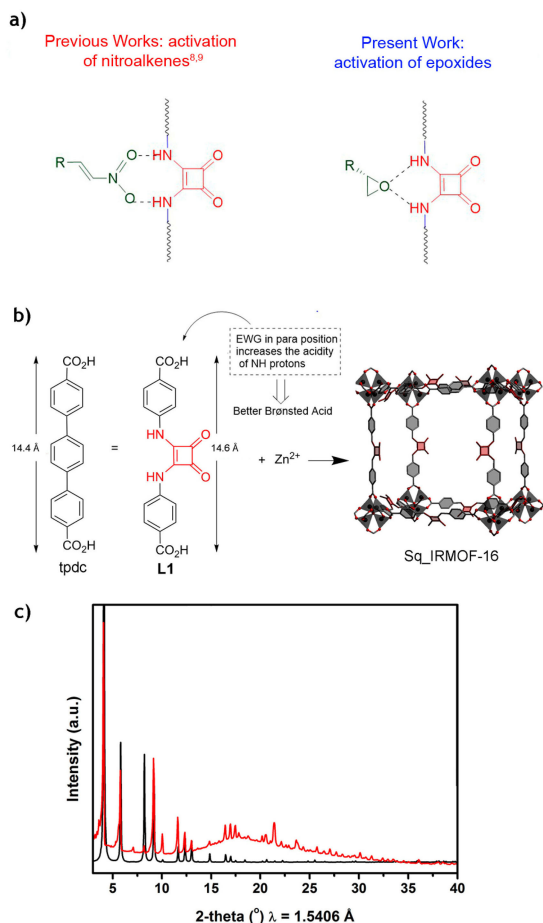 a)
Previous Works: activation
of nitroalkenes8,9
Present Work:
activation of epoxides
R
N
O
O
HN
HN
O
O
R
O
HN
HN
O
O
b)
EWG in para position
increases the acidity
of NH protons
Better Brønsted Acid
CO2H
14.4 Å
CO2H
tpdc
=
CO2H
HN
HN
O
O
14.6 Å
CO2H
L1
+ Zn2+
Sq_IRMOF-16
c)
Intensity (a.u.)
5 10 15 20 25 30 35 40
2-theta (°) λ = 1.5406 Å